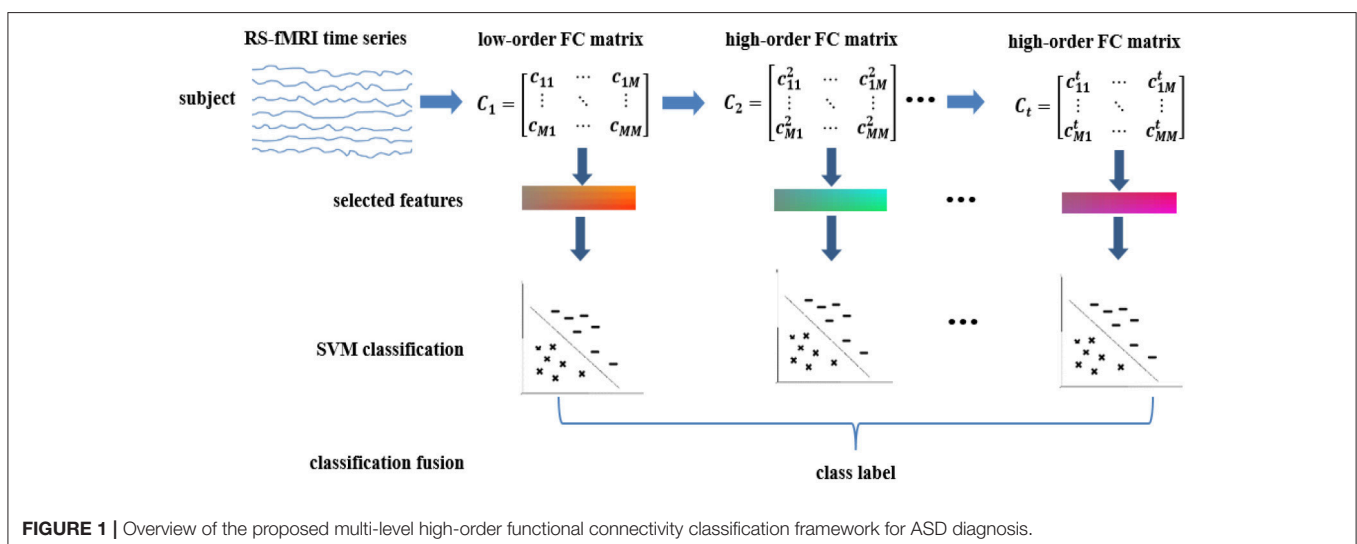 RS-fMRI time series
low-order FC matrix
high-order FC matrix
high-order FC matrix
subject
C₁ = [c₁₁ ⋯ c₁M
⋮ ⋱ ⋮
cM₁ ⋯ cMM]
C₂ = [c²₁₁ ⋯ c²₁M
⋮ ⋱ ⋮
c²M₁ ⋯ c²MM]
•••
Cₜ = [cᵗ₁₁ ⋯ cᵗ₁M
⋮ ⋱ ⋮
cᵗM₁ ⋯ cᵗMM]
selected features
•••
SVM classification
•••
classification fusion
class label
FIGURE 1 | Overview of the proposed multi-level high-order functional connectivity classification framework for ASD diagnosis.